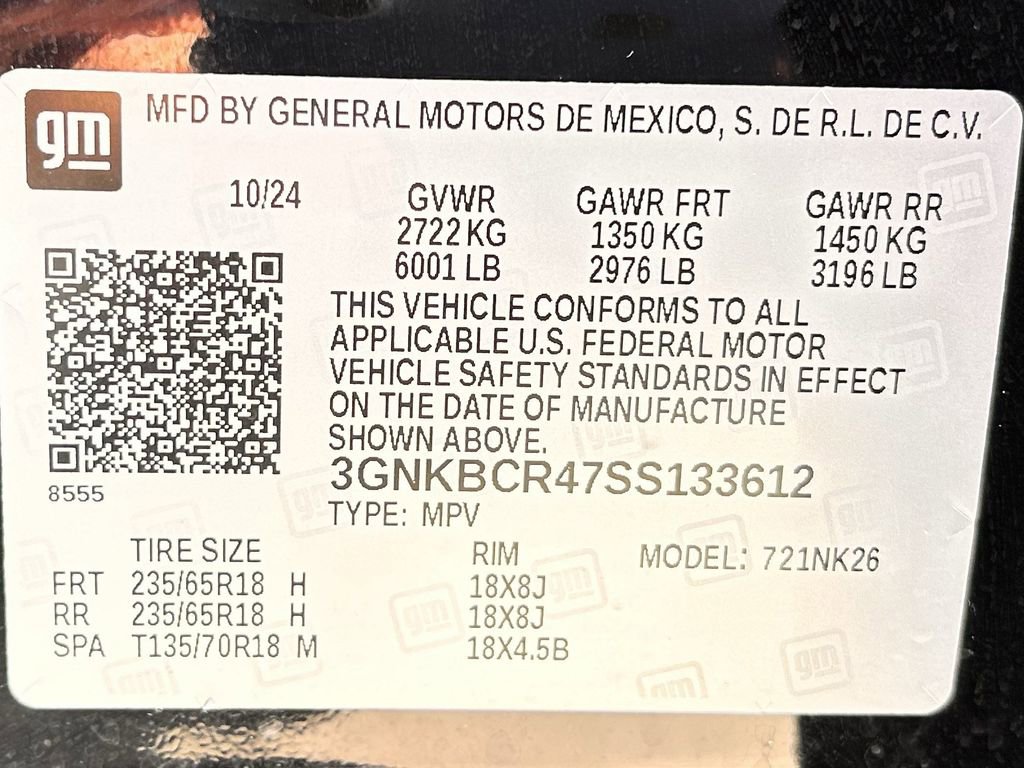 gm MFD BY GENERAL MOTORS DE MEXICO, S. DE R.L. DE C.V.
10/24 GVWR GAWR FRT GAWR RR
2722 KG 1350 KG 1450 KG
6001 LB 2976 LB 3196 LB
THIS VEHICLE CONFORMS TO ALL
APPLICABLE U.S. FEDERAL MOTOR
VEHICLE SAFETY STANDARDS IN EFFECT
ON THE DATE OF MANUFACTURE
SHOWN ABOVE.
3GNKBCR47SS133612
8555
TYPE: MPV
TIRE SIZE RIM MODEL: 721NK26
FRT 235/65R18 H 18X8J
RR 235/65R18 H 18X8J
SPA T135/70R18 M 18X4.5B